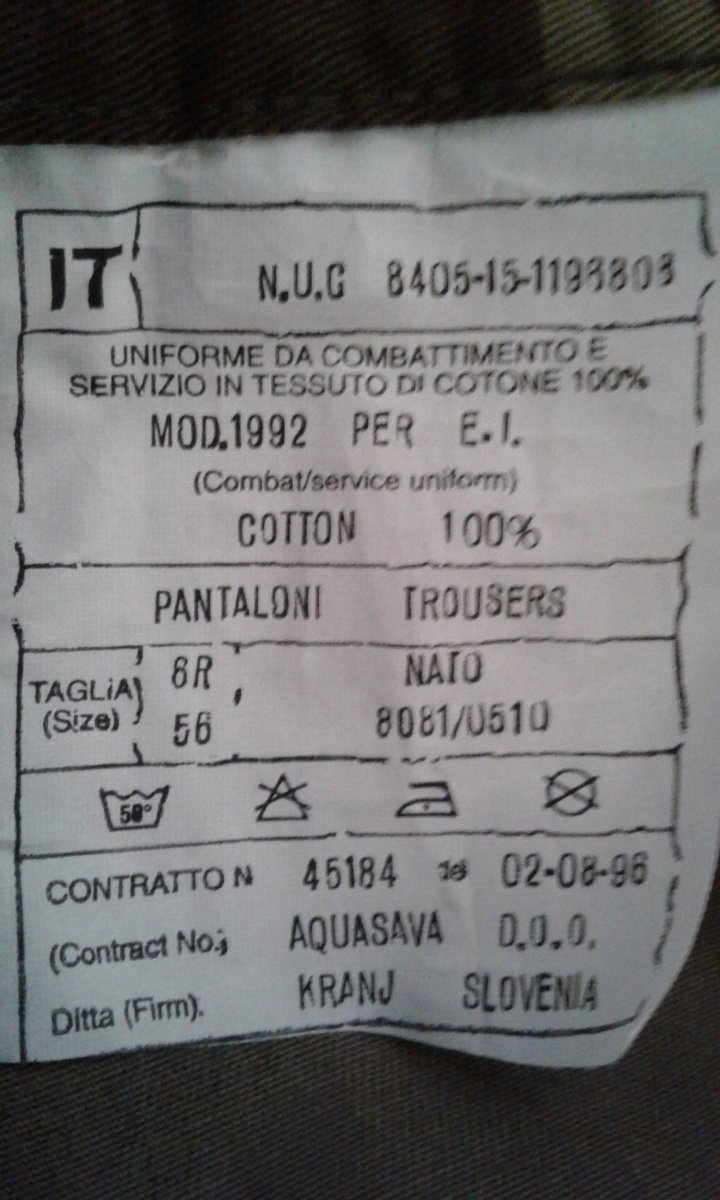 IT
N.U.C 8405-15-1198808
UNIFORME DA COMBATTIMENTO E
SERVIZIO IN TESSUTO DI COTONE 100%
MOD.1992 PER E.I.
(Combat/service uniform)
COTTON 100%
PANTALONI TROUSERS
TAGLIA 6R NATO
(Size) 56 8081/0510
50°
CONTRATTO N 45184 del 02-08-96
(Contract No.; AQUASAVA D.O.O.
Ditta (Firm). KRANJ SLOVENIA